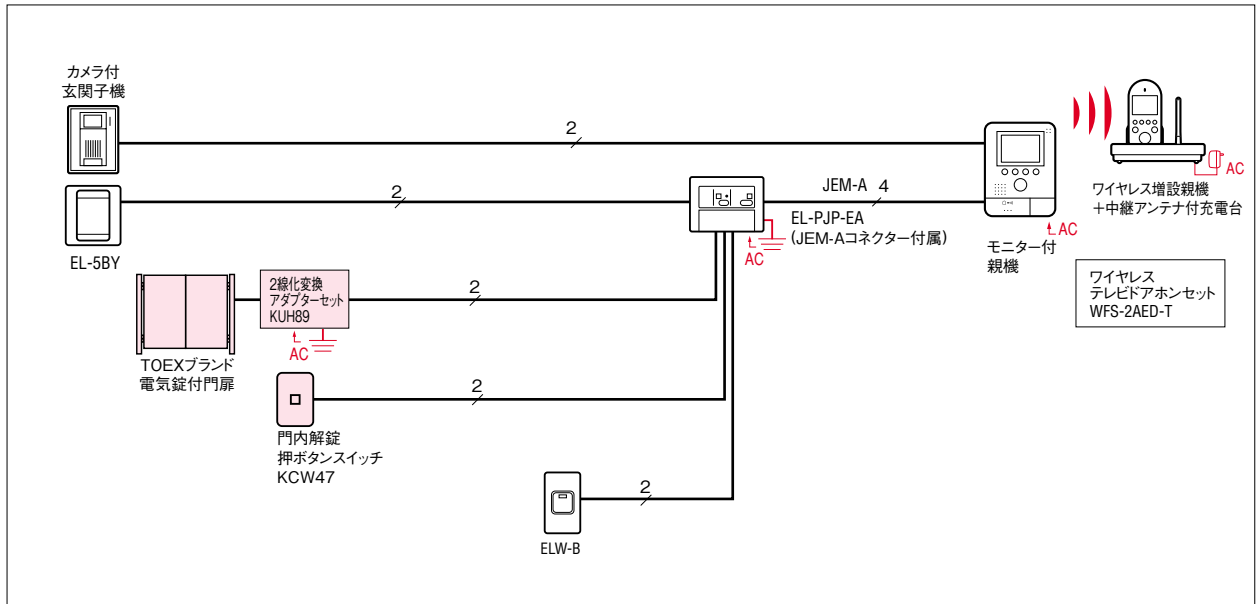 カメラ付
玄関子機
2
EL-5BY
2
JEM-A 4
EL-PJP-EA
(JEM-Aコネクター付属)
AC
モニター付
親機
AC
AC
ワイヤレス増設親機
+中継アンテナ付充電台
ワイヤレス
テレビドアホンセット
WFS-2AED-T
TOEXブランド
電気錠付門扉
2線化変換
アダプターセット
KUH89
AC
2
門内解錠
押ボタンスイッチ
KCW47
2
ELW-B
2